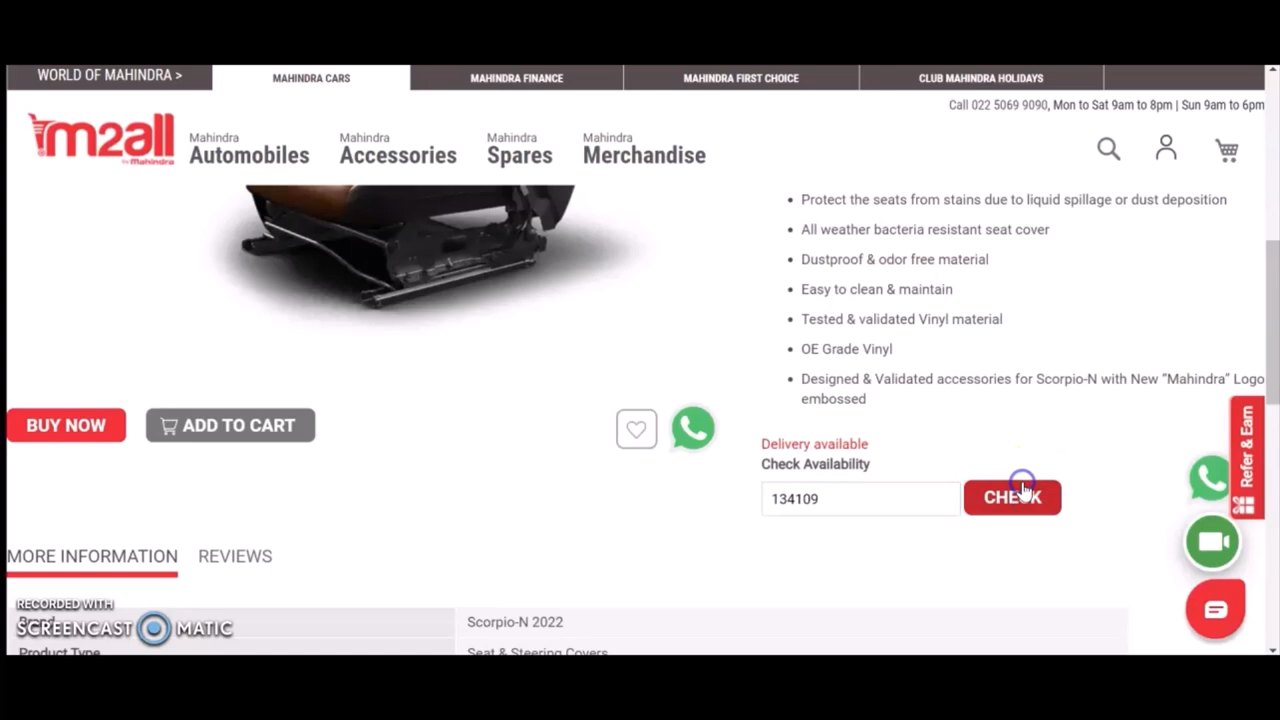 WORLD OF MAHINDRA >
MAHINDRA CARS
MAHINDRA FINANCE
MAHINDRA FIRST CHOICE
CLUB MAHINDRA HOLIDAYS
Call 022 5069 9090, Mon to Sat 9am to 8pm | Sun 9am to 6pm
m2all
by Mahindra
Mahindra
Automobiles
Mahindra
Accessories
Mahindra
Spares
Mahindra
Merchandise
• Protect the seats from stains due to liquid spillage or dust deposition
• All weather bacteria resistant seat cover
• Dustproof & odor free material
• Easy to clean & maintain
• Tested & validated Vinyl material
• OE Grade Vinyl
• Designed & Validated accessories for Scorpio-N with New “Mahindra” Logo
embossed
BUY NOW
ADD TO CART
Refer & Earn
Delivery available
Check Availability
134109
CHECK
MORE INFORMATION
REVIEWS
RECORDED WITH
SCREENCAST MATIC
Brand
Scorpio-N 2022
Product Type
Seat & Steering Covers